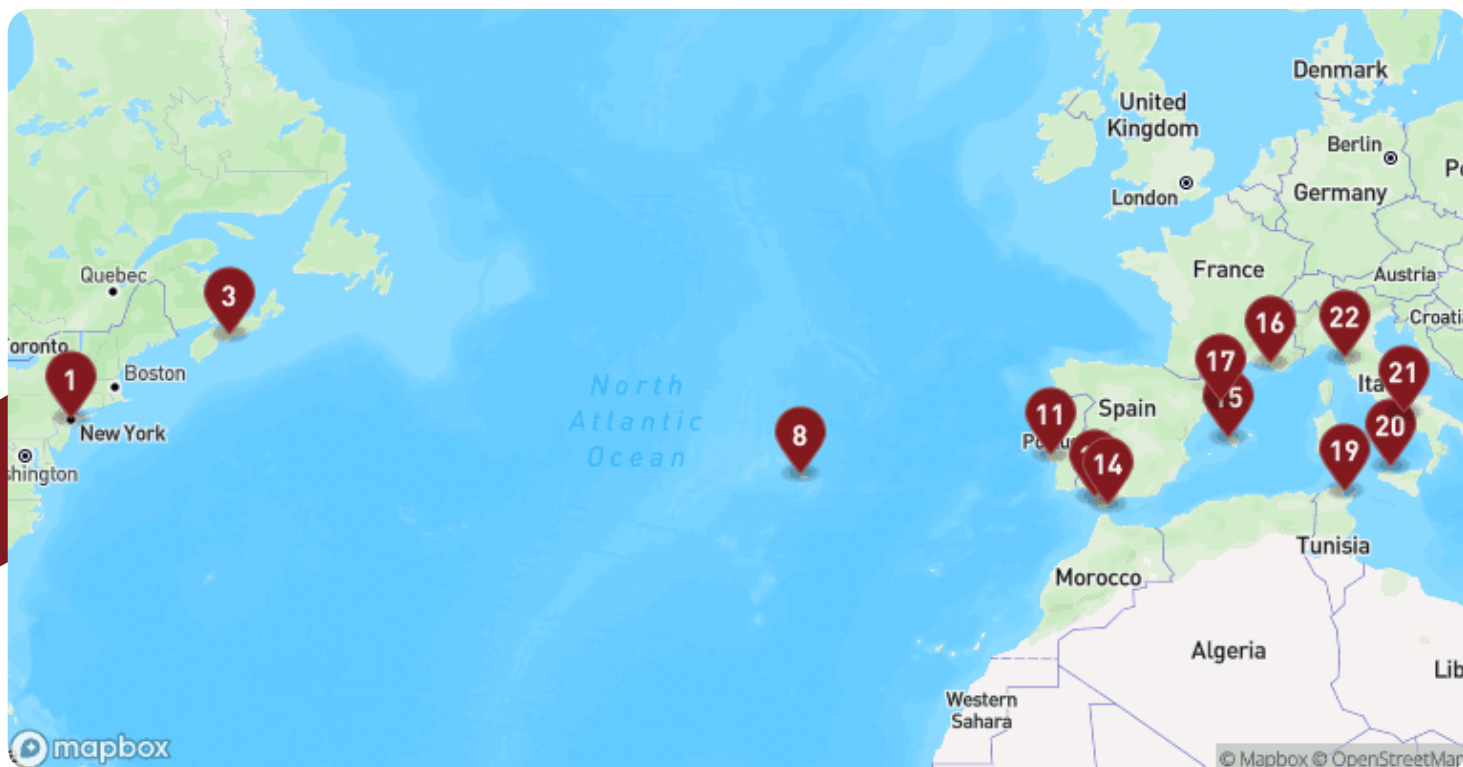 Denmark
United
Kingdom
Berlin
London
Germany
Quebec
3
France
Austria
oronto
16
22
Croati
1
Boston
17
21
North
Atlantic
Ocean
11
Spain
15
Ita
8
20
New York
19
14
shington
Tunisia
Morocco
Algeria
Lib
Western
Sahara
mapbox
© Mapbox © OpenStreetMap